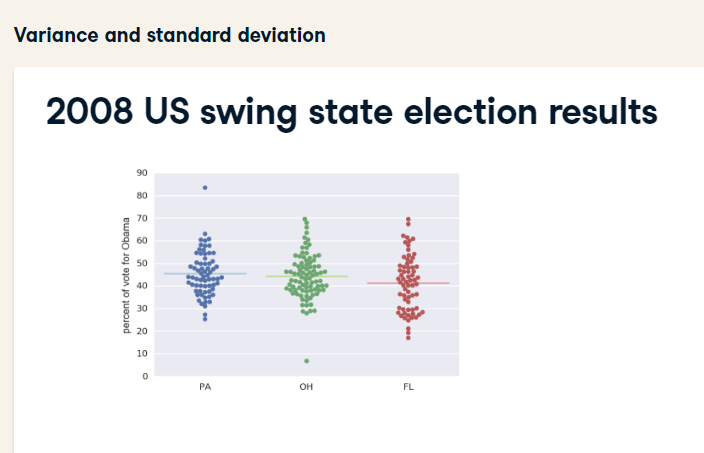 Variance and standard deviation
2008 US swing state election results
90
80
70
60
50
40
30
20
10
0
percent of vote for Obama
PA OH FL